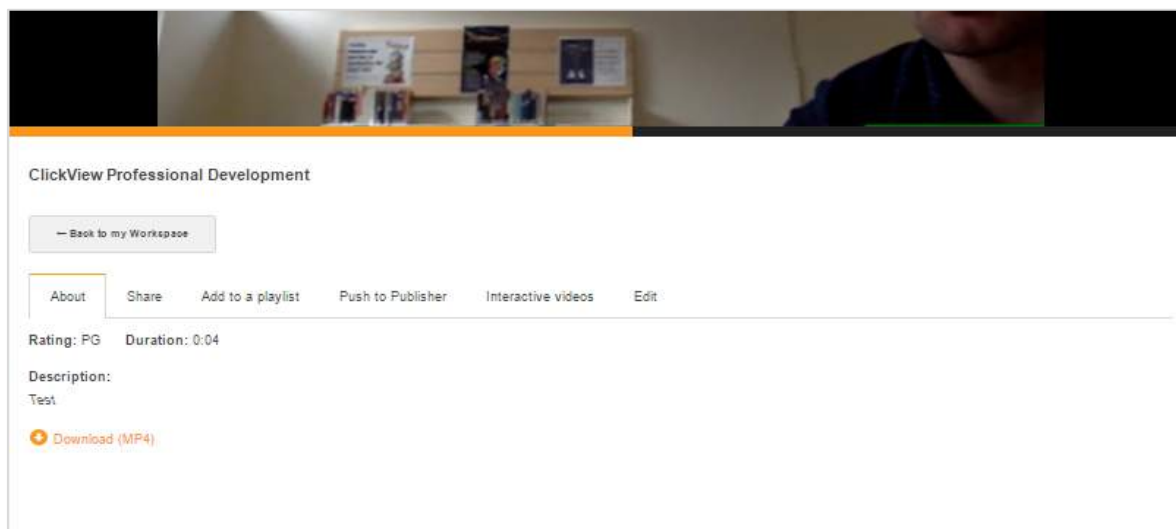 ClickView Professional Development
← Back to my Workspace
About Share Add to a playlist Push to Publisher Interactive videos Edit
Rating: PG Duration: 0:04
Description:
Test
Download (MP4)